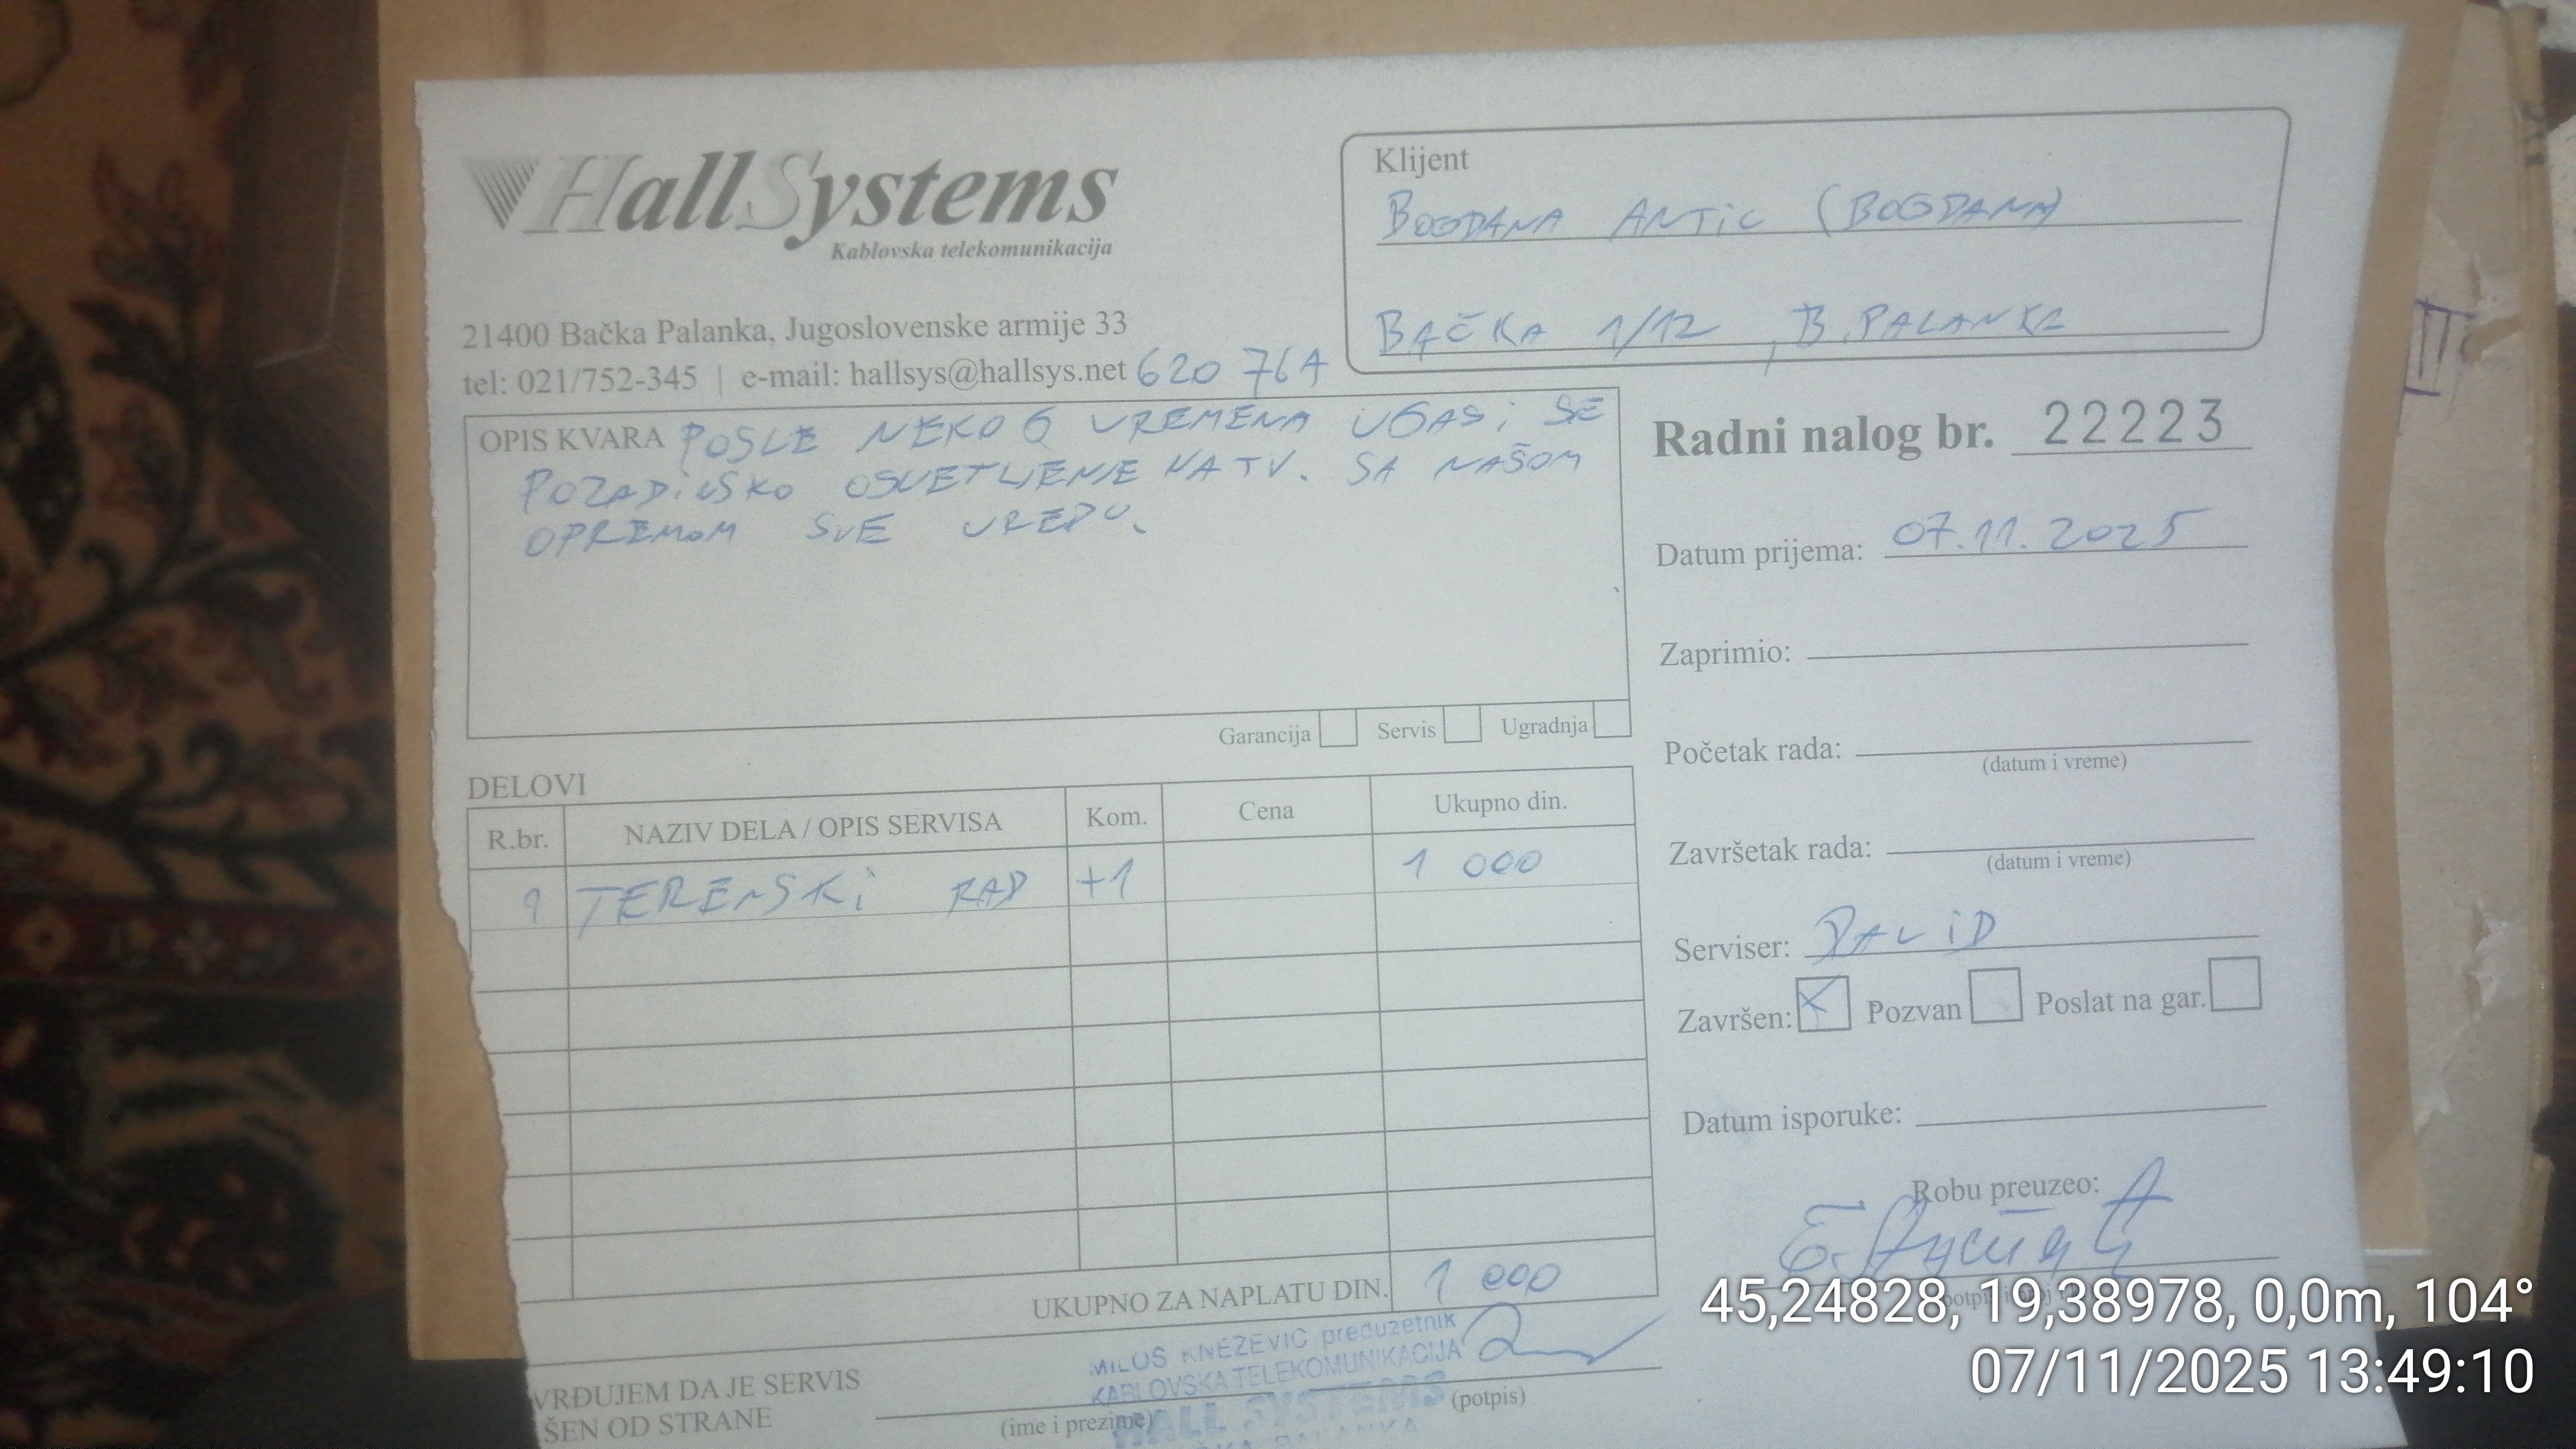 HallSystems
Kablovska telekomunikacija
21400 Bačka Palanka, Jugoslovenske armije 33
tel: 021/752-345 | e-mail: hallsys@hallsys.net 620 764
Klijent
BOGDANA ANTiC (BOGDANA)
BAČKA 1/12, B. PALANKA
OPIS KVARA POSLE NEKOG VREMENA UGASi SE
POZADiNSKO OSVETLJENJE NA TV. SA NAŠOM
OPREMOM SVE UREDU.
Garancija Servis Ugradnja
Radni nalog br. 22223
Datum prijema: 07.11.2025
Zaprimio:
Početak rada:
(datum i vreme)
Završetak rada:
(datum i vreme)
Serviser: DAViD
Završen: X Pozvan Poslat na gar.
Datum isporuke:
Robu preuzeo:
DELOVI
R.br. NAZIV DELA / OPIS SERVISA Kom. Cena Ukupno din.
1 TERENSKi RAD +1 1 000
UKUPNO ZA NAPLATU DIN. 1 000
MILOŠ KNEŽEVIĆ preduzetnik
KABLOVSKA TELEKOMUNIKACIJA
HALL SYSTEMS
PALANKA
VRĐUJEM DA JE SERVIS
ŠEN OD STRANE
(ime i prezime)
(potpis)
45,24828, 19,38978, 0,0m, 104°
07/11/2025 13:49:10